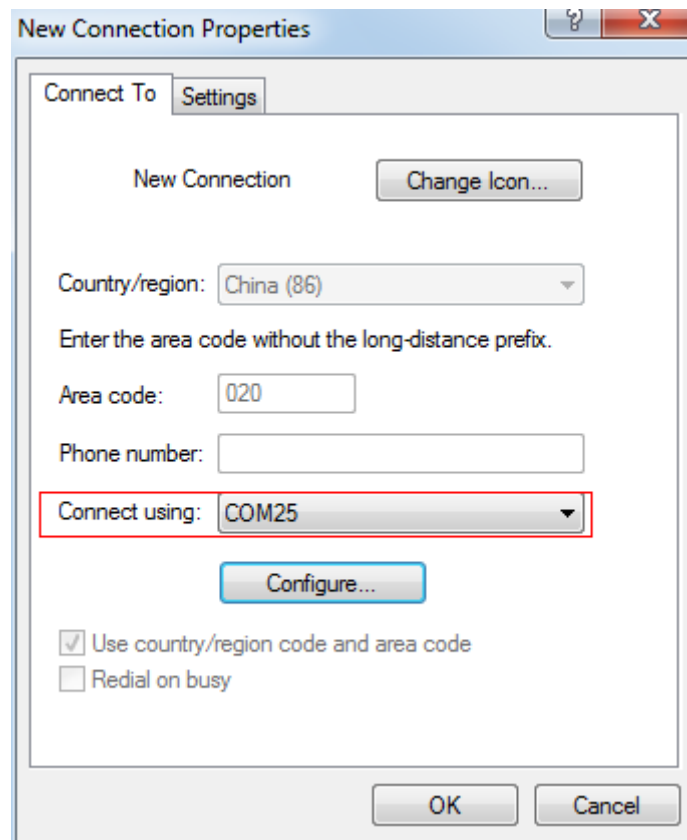 New Connection Properties
Connect To Settings
New Connection Change Icon...
Country/region: China (86)
Enter the area code without the long-distance prefix.
Area code: 020
Phone number:
Connect using: COM25
Configure...
Use country/region code and area code
Redial on busy
OK Cancel